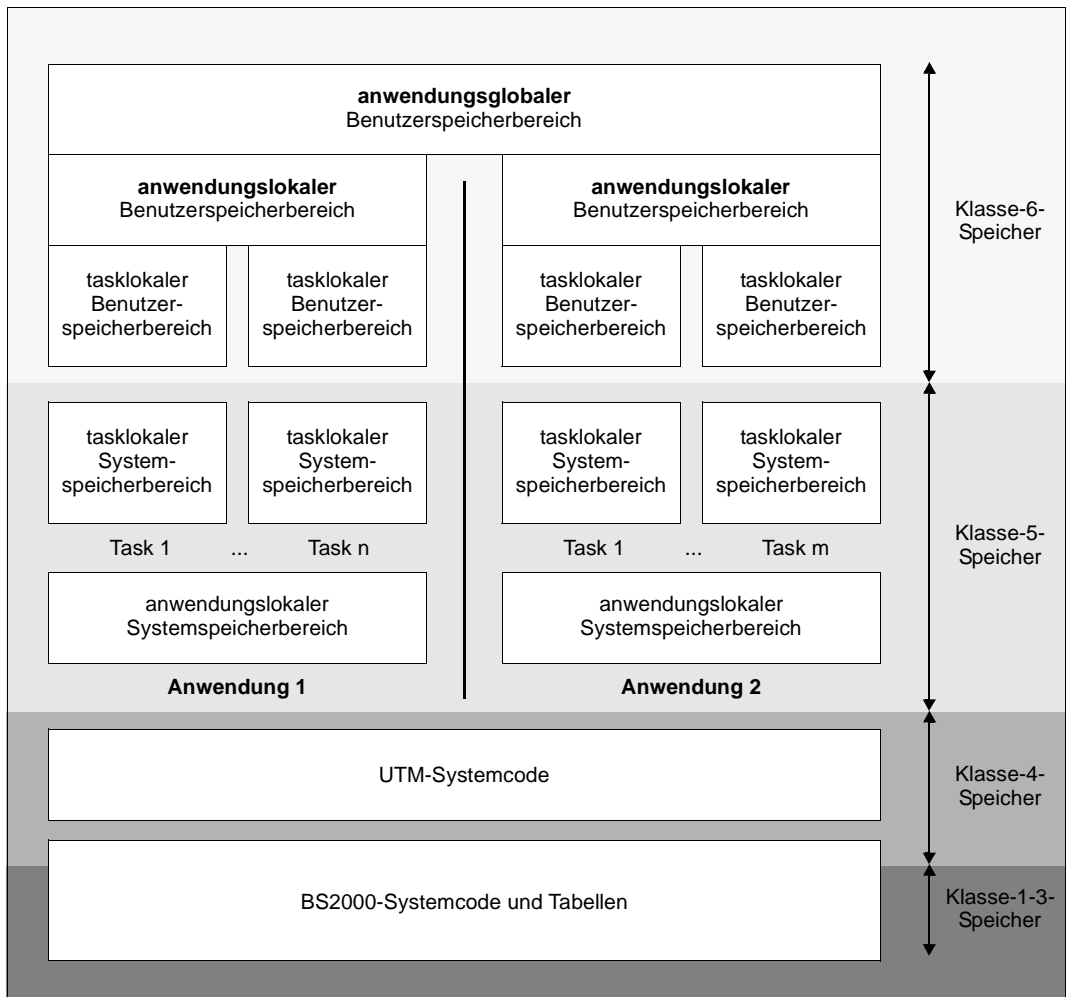 anwendungsglobaler
Benutzerspeicherbereich
anwendungslokaler
Benutzerspeicherbereich
anwendungslokaler
Benutzerspeicherbereich
Klasse-6-
Speicher
tasklokaler
Benutzer-
speicherbereich
tasklokaler
Benutzer-
speicherbereich
tasklokaler
Benutzer-
speicherbereich
tasklokaler
Benutzer-
speicherbereich
tasklokaler
System-
speicherbereich
tasklokaler
System-
speicherbereich
tasklokaler
System-
speicherbereich
tasklokaler
System-
speicherbereich
Klasse-5-
Speicher
Task 1 ... Task n
Task 1 ... Task m
anwendungslokaler
Systemspeicherbereich
anwendungslokaler
Systemspeicherbereich
Anwendung 1
Anwendung 2
UTM-Systemcode
Klasse-4-
Speicher
BS2000-Systemcode und Tabellen
Klasse-1-3-
Speicher